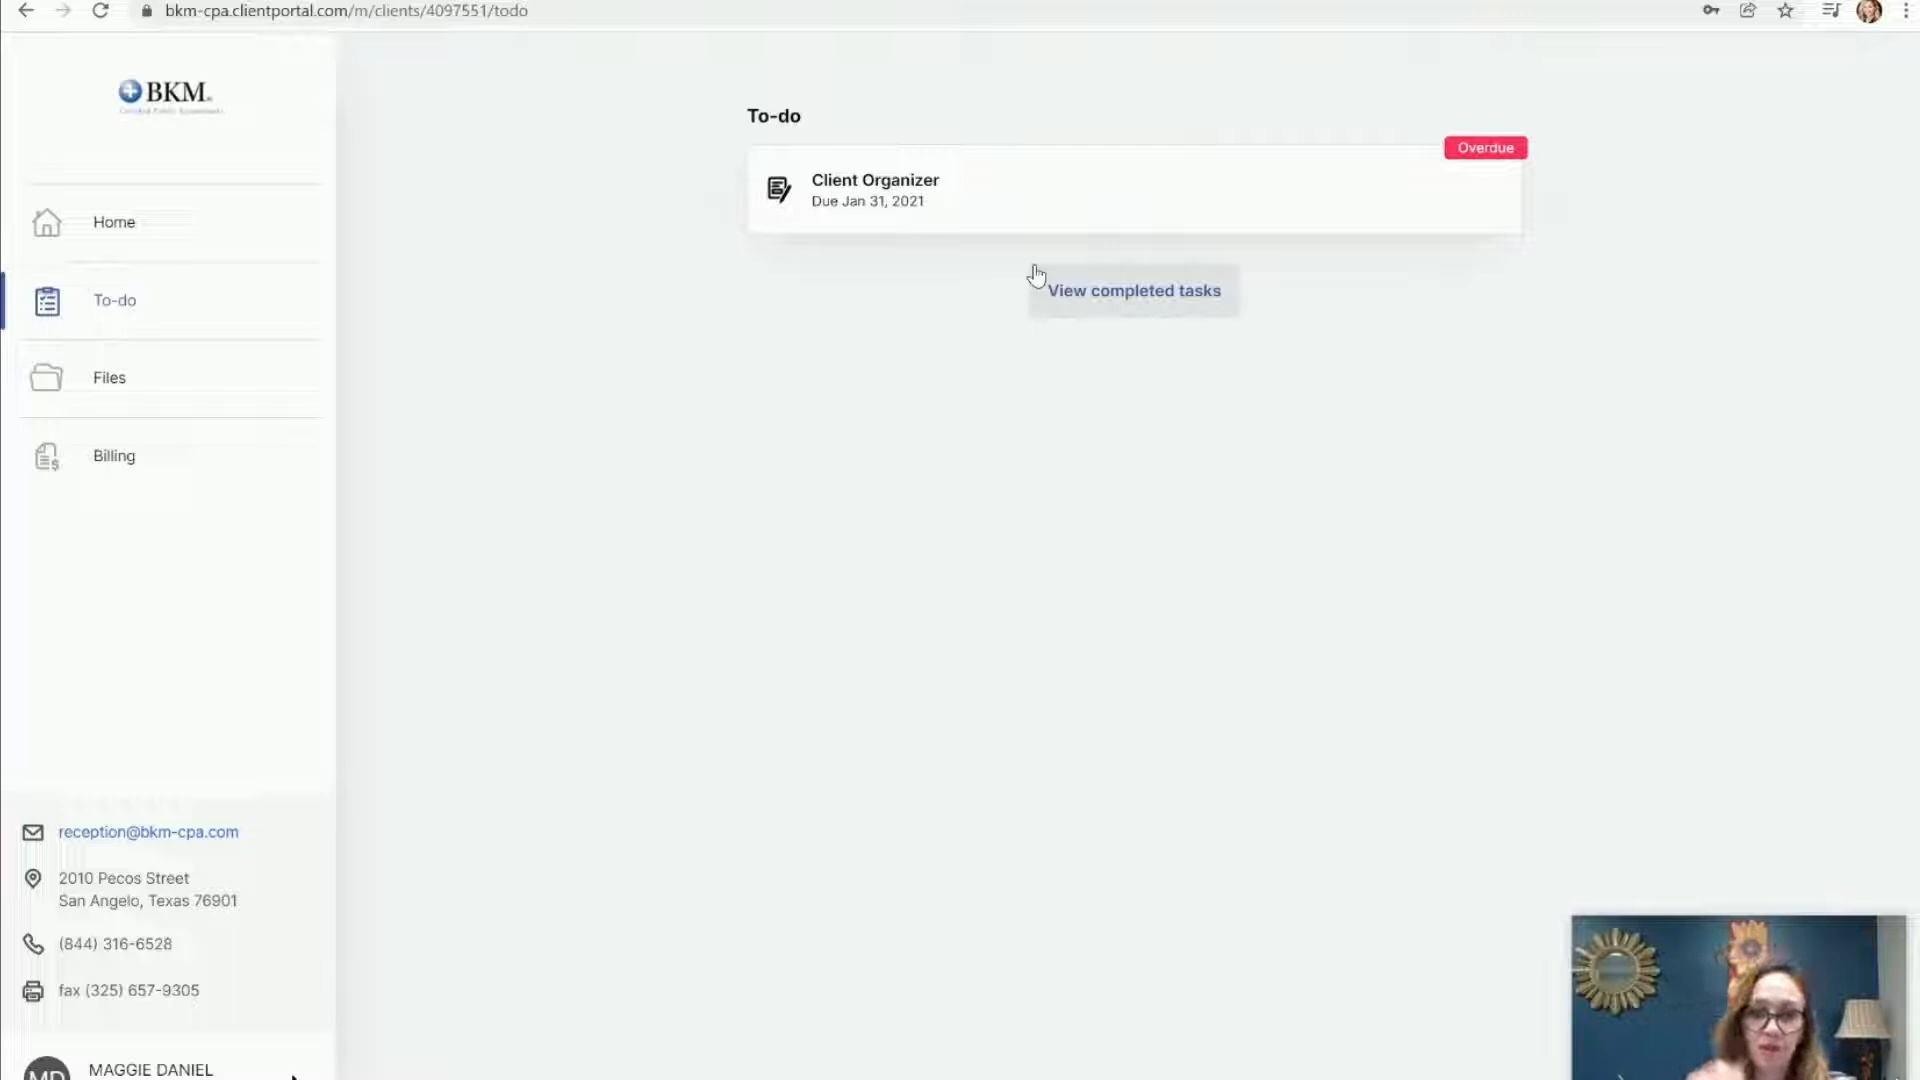 bkm-cpa.clientportal.com/m/clients/4097551/todo
BKM
Home
To-do
Files
Billing
reception@bkm-cpa.com
2010 Pecos Street
San Angelo, Texas 76901
(844) 316-6528
fax (325) 657-9305
MD
MAGGIE DANIEL
To-do
Overdue
Client Organizer
Due Jan 31, 2021
View completed tasks